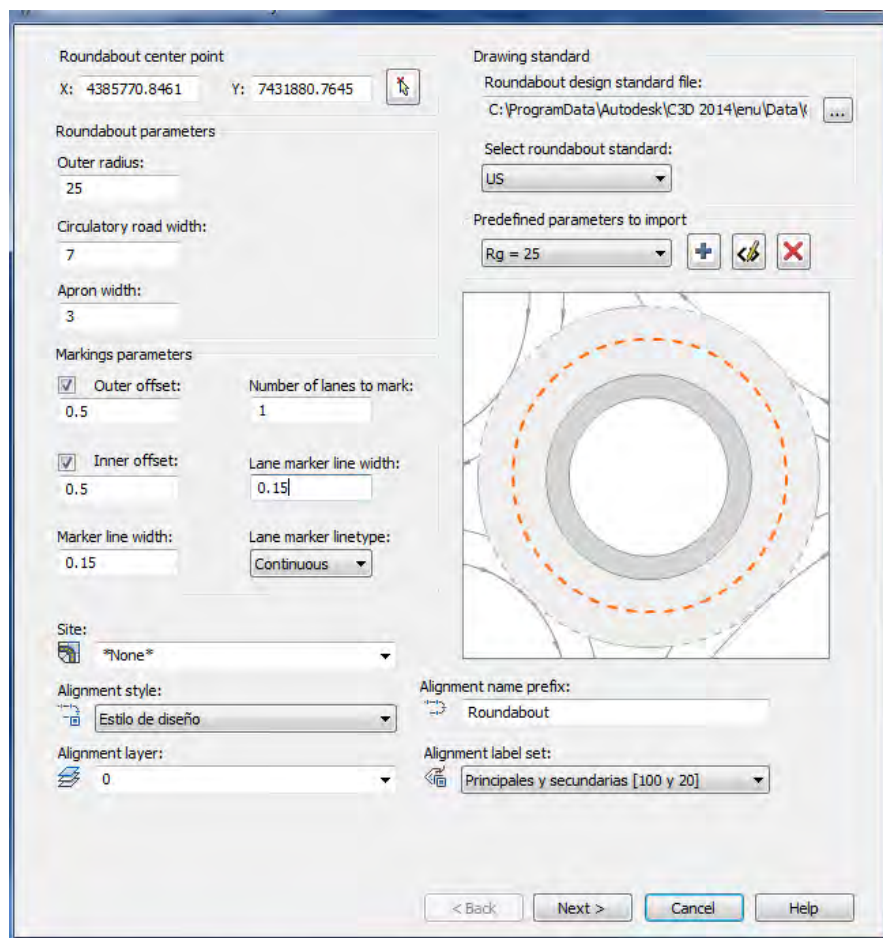 Roundabout center point
X: 4385770.8461 Y: 7431880.7645
Roundabout parameters
Outer radius:
25
Circulatory road width:
7
Apron width:
3
Markings parameters
Outer offset:
0.5
Number of lanes to mark:
1
Inner offset:
0.5
Lane marker line width:
0.15
Marker line width:
0.15
Lane marker linetype:
Continuous
Drawing standard
Roundabout design standard file:
C:\ProgramData\Autodesk\C3D 2014\enu\Data\
...
Select roundabout standard:
US
Predefined parameters to import
Rg = 25
Site:
*None*
Alignment style:
Estilo de diseño
Alignment layer:
0
Alignment name prefix:
Roundabout
Alignment label set:
Principales y secundarias [100 y 20]
< Back
Next >
Cancel
Help